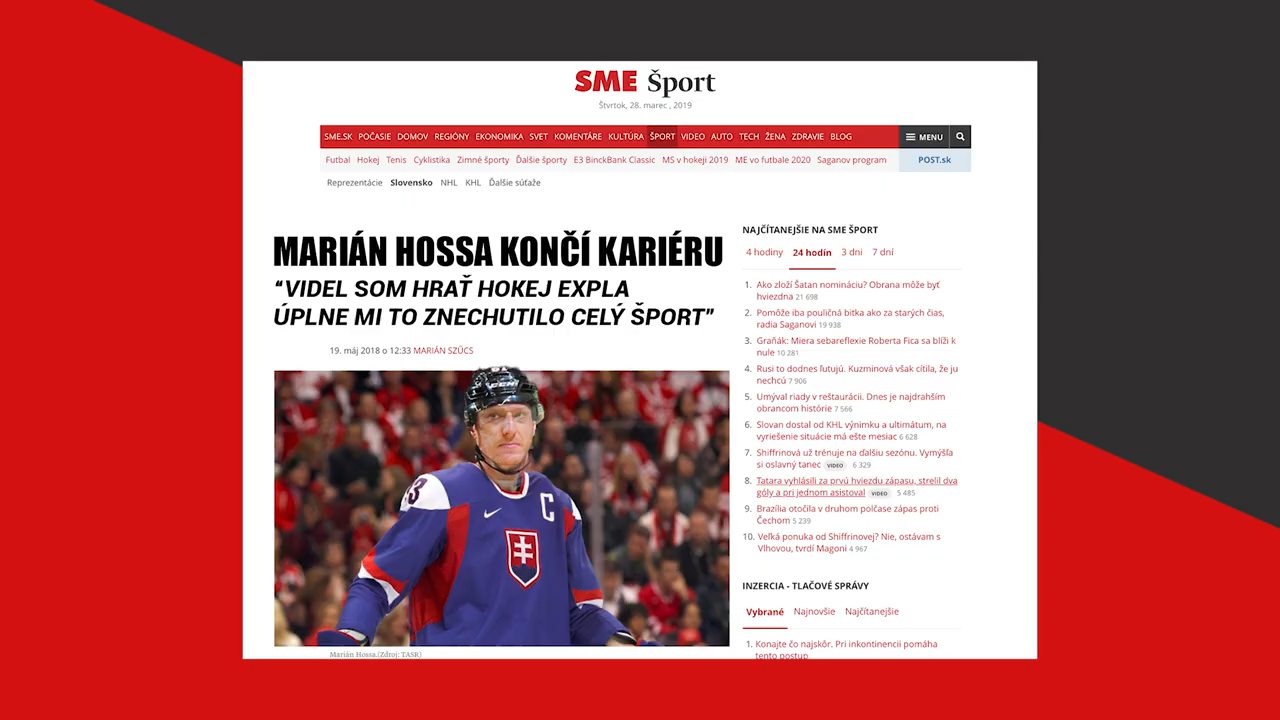 SME Šport
Štvrtok, 28. marec , 2019
SME.SK POČASIE DOMOV REGIÓNY EKONOMIKA SVET KOMENTÁRE KULTÚRA ŠPORT VIDEO AUTO TECH ŽENA ZDRAVIE BLOG MENU
Futbal Hokej Tenis Cyklistika Zimné športy Ďalšie športy E3 BinckBank Classic MS v hokeji 2019 ME vo futbale 2020 Saganov program POST.sk
Reprezentácie Slovensko NHL KHL Ďalšie súťaže
MARIÁN HOSSA KONČÍ KARIÉRU
“VIDEL SOM HRAŤ HOKEJ EXPLA
ÚPLNE MI TO ZNECHUTILO CELÝ ŠPORT”
19. máj 2018 o 12:33 MARIÁN SZŰCS
CCM
C
Marián Hossa.(Zdroj: TASR)
NAJČÍTANEJŠIE NA SME ŠPORT
4 hodiny 24 hodín 3 dni 7 dní
1. Ako zloží Šatan nomináciu? Obrana môže byť
hviezdna 21 698
2. Pomôže iba pouličná bitka ako za starých čias,
radia Saganovi 19 938
3. Graňák: Miera sebareflexie Roberta Fica sa blíži k
nule 10 281
4. Rusi to dodnes ľutujú. Kuzminová však cítila, že ju
nechcú 7 906
5. Umýval riady v reštaurácii. Dnes je najdrahším
obrancom histórie 7 566
6. Slovan dostal od KHL výnimku a ultimátum, na
vyriešenie situácie má ešte mesiac 6 628
7. Shiffrinová už trénuje na ďalšiu sezónu. Vymýšľa
si oslavný tanec VIDEO 6 329
8. Tatara vyhlásili za prvú hviezdu zápasu, strelil dva
góly a pri jednom asistoval VIDEO 5 485
9. Brazília otočila v druhom polčase zápas proti
Čechom 5 239
10. Veľká ponuka od Shiffrinovej? Nie, ostávam s
Vlhovou, tvrdí Magoni 4 967
INZERCIA - TLAČOVÉ SPRÁVY
Vybrané Najnovšie Najčítanejšie
1. Konajte čo najskôr. Pri inkontinencii pomáha
tento postup